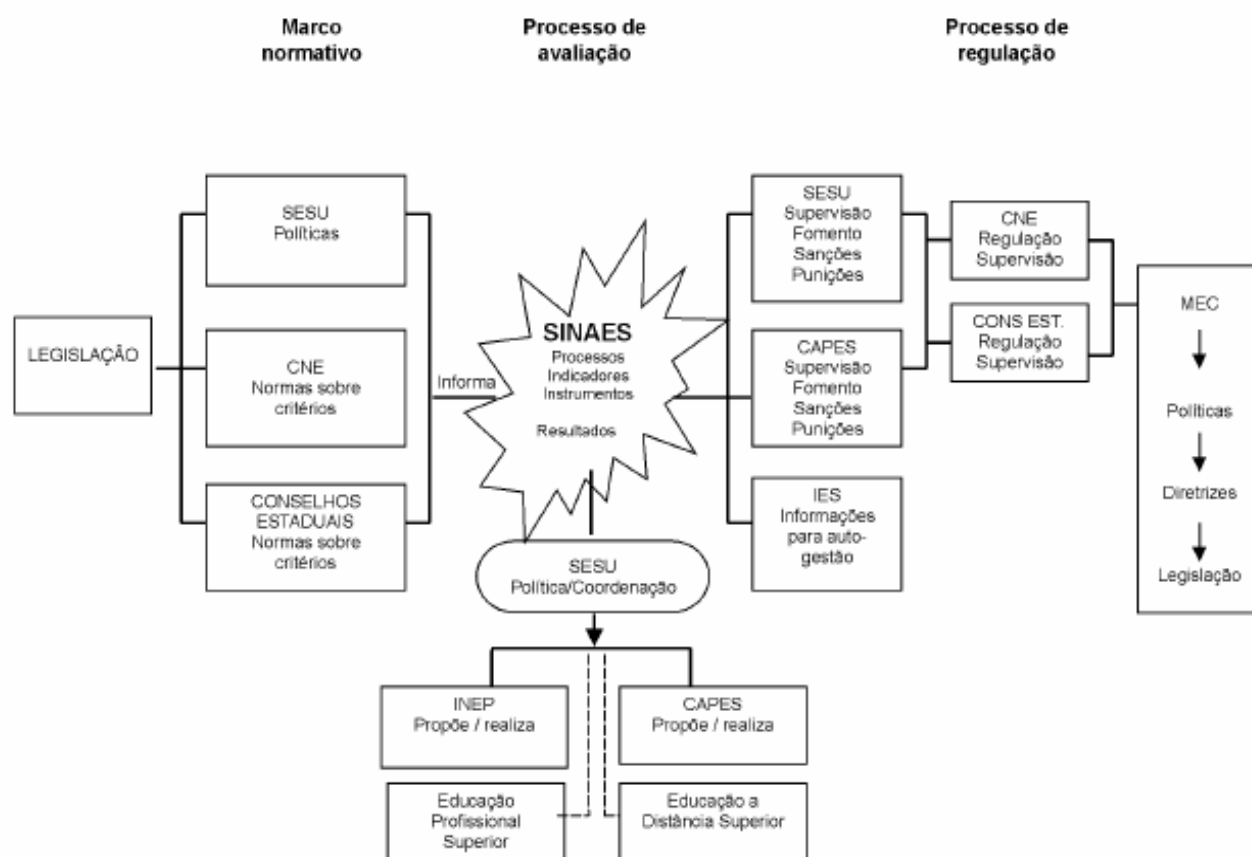 Marco
normativo
Processo de
avaliação
Processo de
regulação
LEGISLAÇÃO
SESU
Políticas
CNE
Normas sobre
critérios
CONSELHOS
ESTADUAIS
Normas sobre
critérios
Informa
SINAES
Processos
Indicadores
Instrumentos
Resultados
SESU
Política/Coordenação
INEP
Propõe / realiza
CAPES
Propõe / realiza
Educação
Profissional
Superior
Educação a
Distância Superior
SESU
Supervisão
Fomento
Sanções
Punições
CAPES
Supervisão
Fomento
Sanções
Punições
IES
Informações
para auto-
gestão
CNE
Regulação
Supervisão
CONS EST.
Regulação
Supervisão
MEC
Políticas
Diretrizes
Legislação